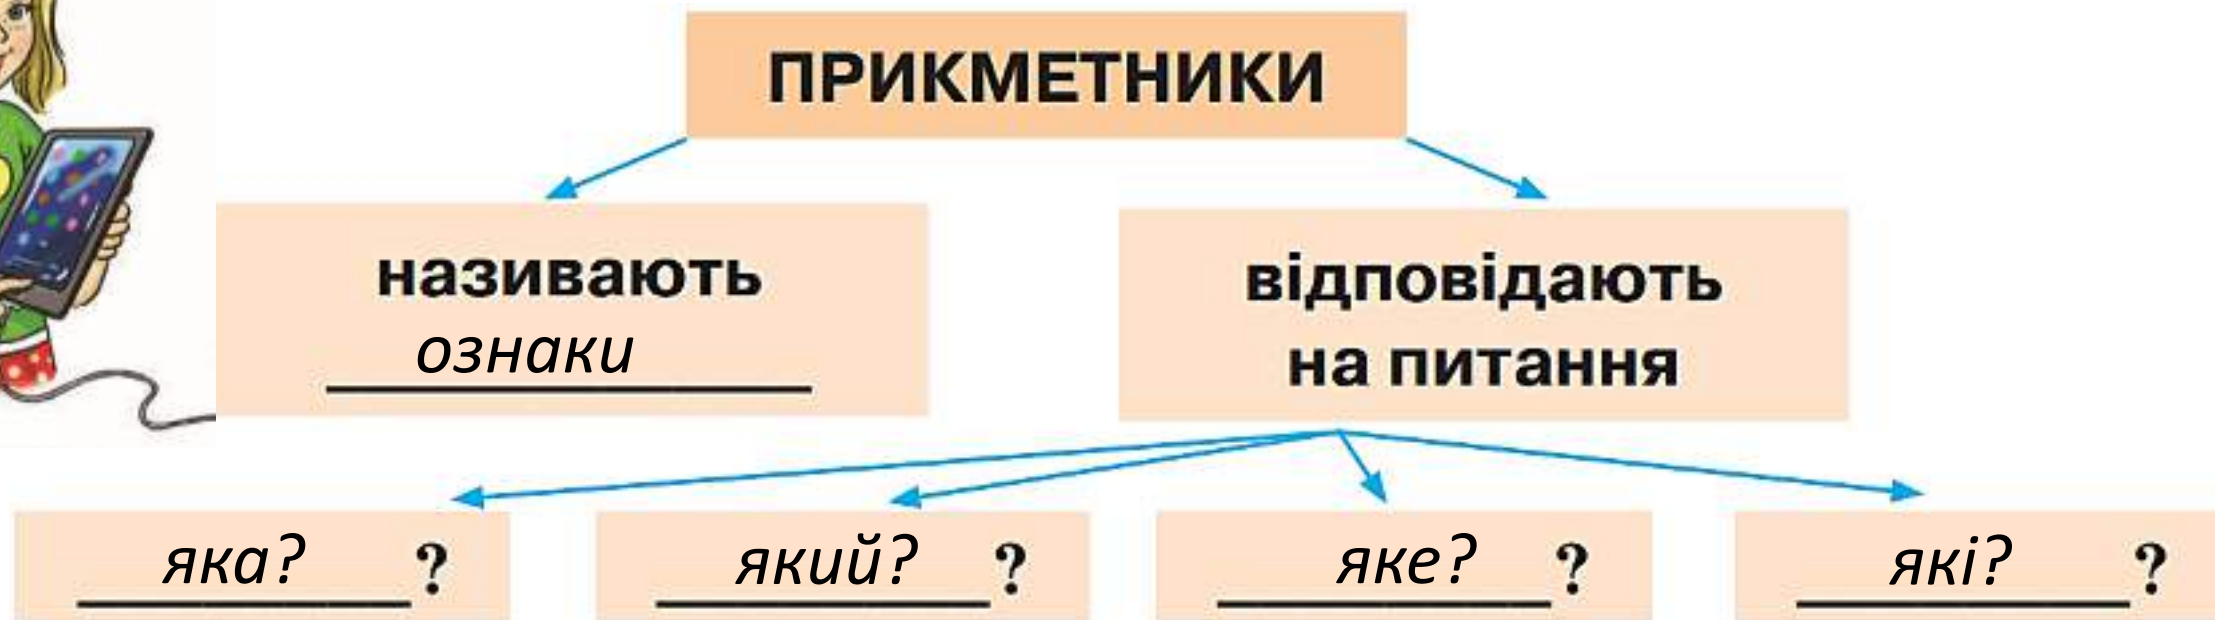 ПРИКМЕТНИКИ
називають
ознаки
відповідають
на питання
яка? ?
який? ?
яке? ?
які? ?